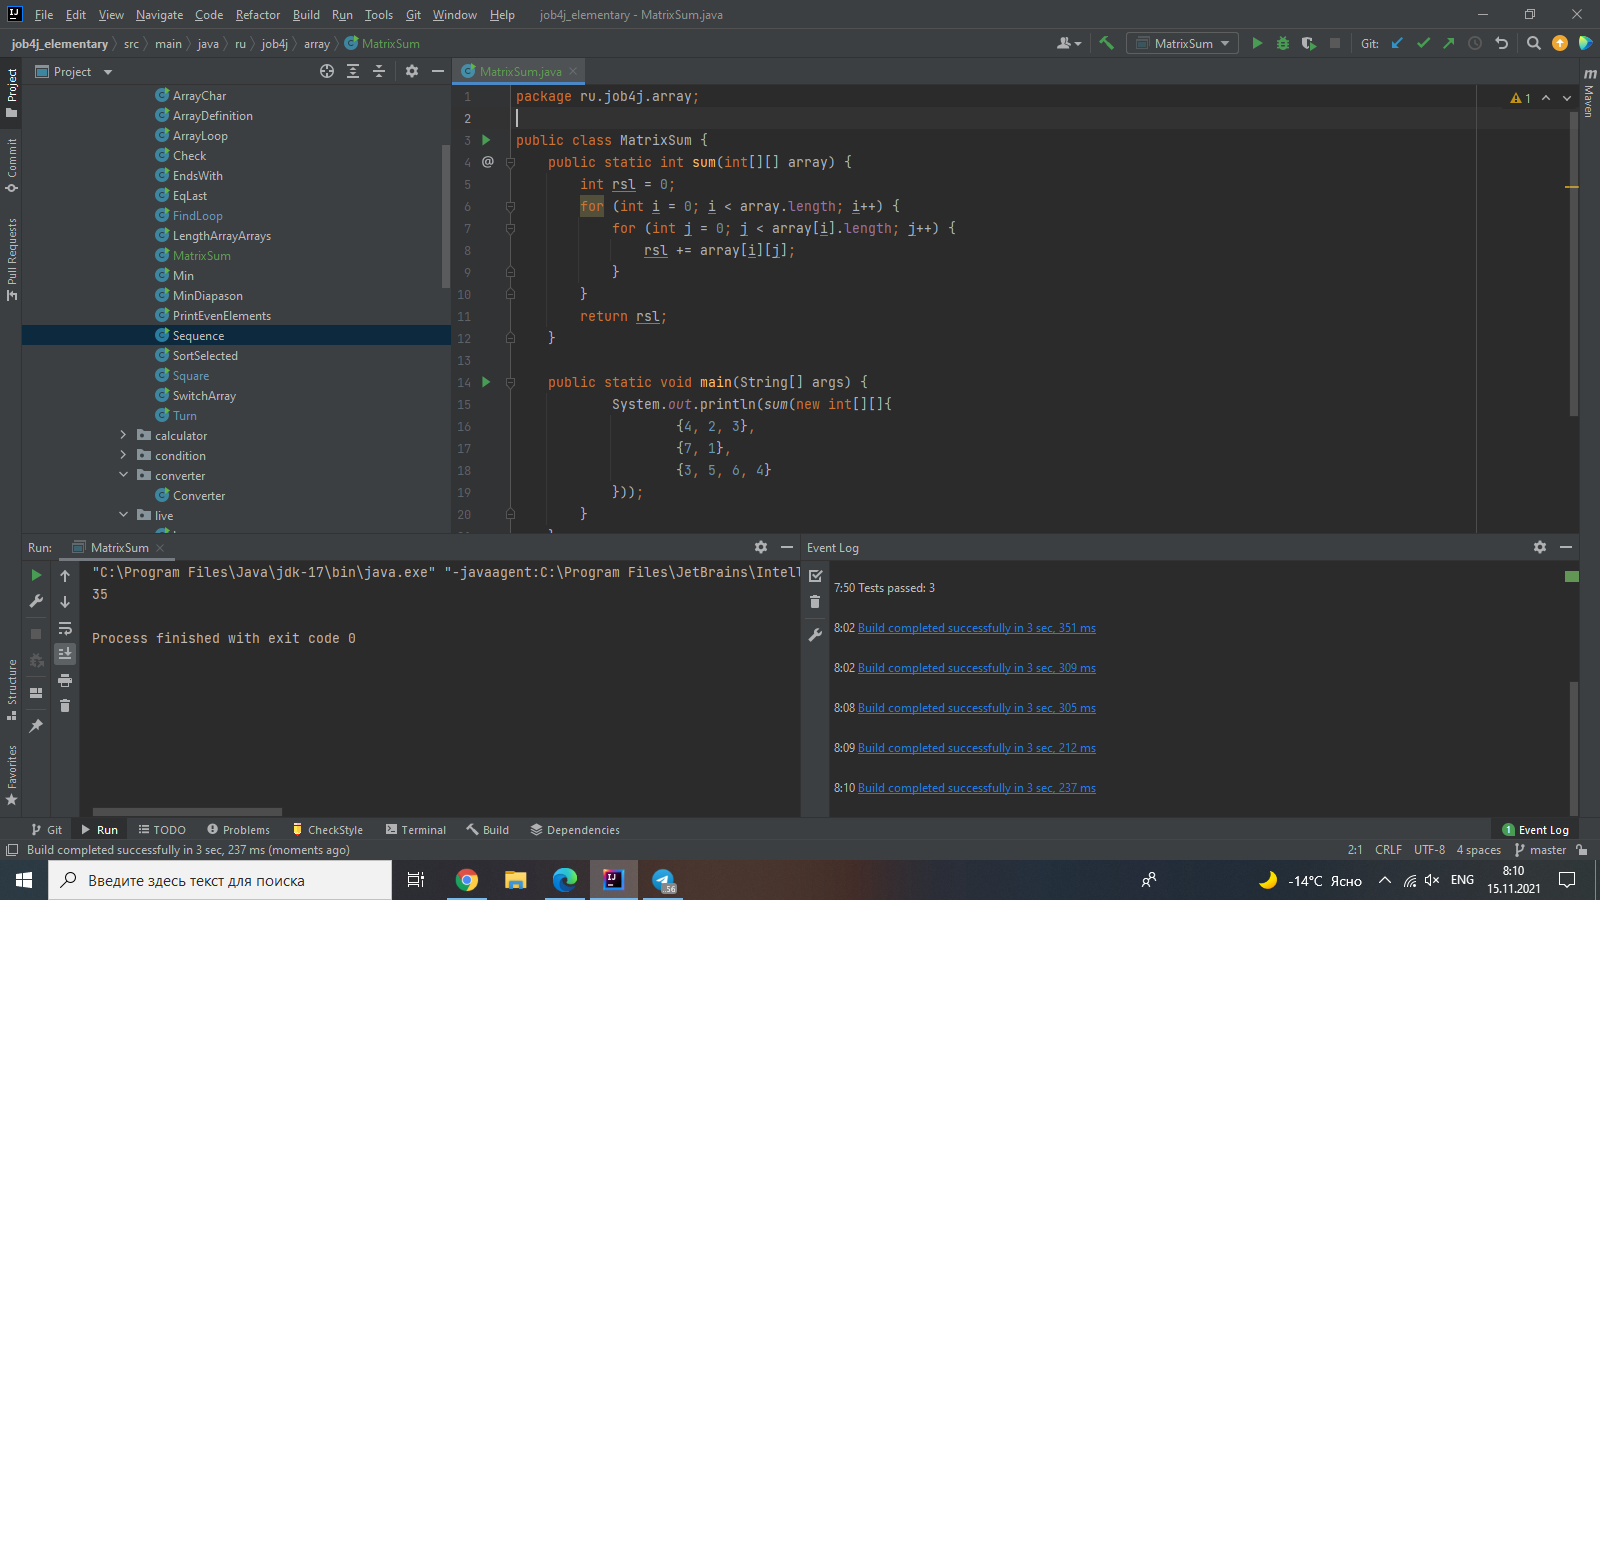 File Edit View Navigate Code Refactor Build Run Tools Git Window Help job4j_elementary - MatrixSum.java
job4j_elementary src main java ru job4j array MatrixSum
MatrixSum Git:
Project
MatrixSum.java
Project
Commit
Pull Requests
Structure
Favorites
Maven
ArrayChar
ArrayDefinition
ArrayLoop
Check
EndsWith
EqLast
FindLoop
LengthArrayArrays
MatrixSum
Min
MinDiapason
PrintEvenElements
Sequence
SortSelected
Square
SwitchArray
Turn
calculator
condition
converter
Converter
live
1 package ru.job4j.array; 1
2
3 public class MatrixSum {
4 @ public static int sum(int[][] array) {
5 int rsl = 0;
6 for (int i = 0; i < array.length; i++) {
7 for (int j = 0; j < array[i].length; j++) {
8 rsl += array[i][j];
9 }
10 }
11 return rsl;
12 }
13
14 public static void main(String[] args) {
15 System.out.println(sum(new int[][]{
16 {4, 2, 3},
17 {7, 1},
18 {3, 5, 6, 4}
19 }));
20 }
Run: MatrixSum
"C:\Program Files\Java\jdk-17\bin\java.exe" "-javaagent:C:\Program Files\JetBrains\Intell
35
Process finished with exit code 0
Event Log
7:50 Tests passed: 3
8:02 Build completed successfully in 3 sec, 351 ms
8:02 Build completed successfully in 3 sec, 309 ms
8:08 Build completed successfully in 3 sec, 305 ms
8:09 Build completed successfully in 3 sec, 212 ms
8:10 Build completed successfully in 3 sec, 237 ms
Git Run TODO Problems CheckStyle Terminal Build Dependencies 1 Event Log
Build completed successfully in 3 sec, 237 ms (moments ago) 2:1 CRLF UTF-8 4 spaces master
Введите здесь текст для поиска .56 -14°C Ясно ENG 8:10
15.11.2021